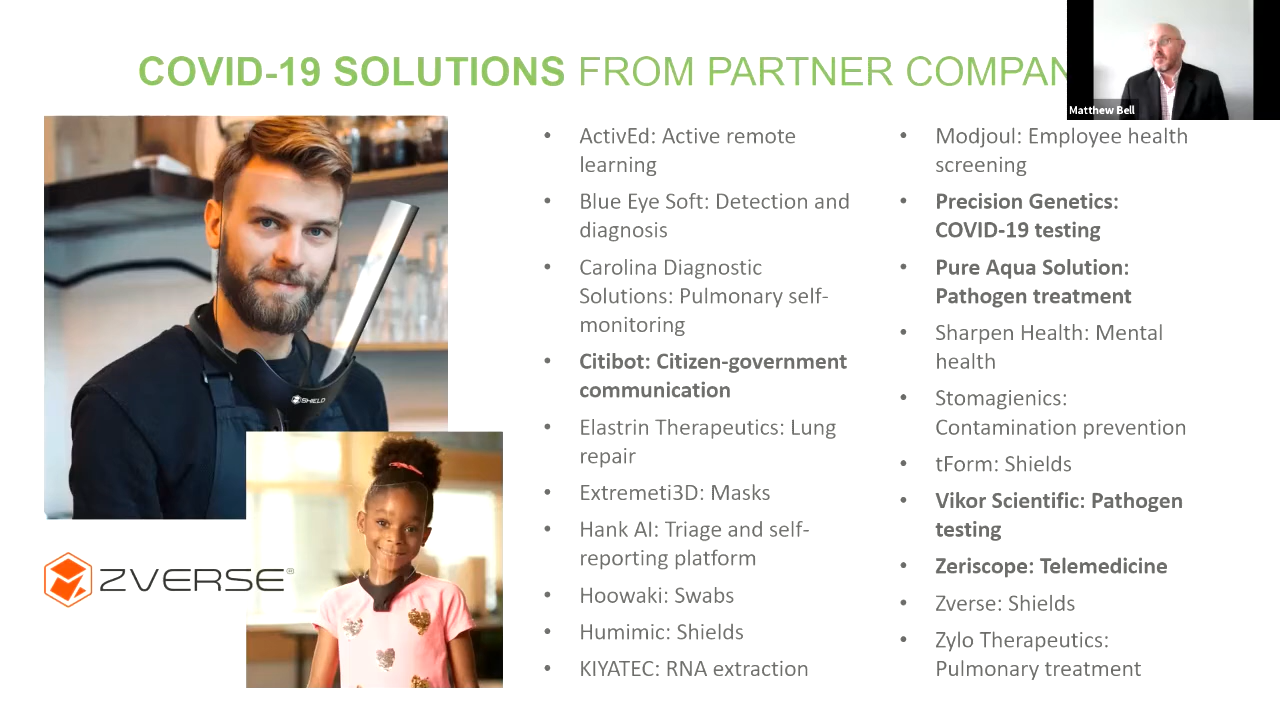 COVID-19 SOLUTIONS FROM PARTNER COMPAN
Matthew Bell
SHIELD
ZVERSE®
• ActivEd: Active remote
learning
• Blue Eye Soft: Detection and
diagnosis
• Carolina Diagnostic
Solutions: Pulmonary self-
monitoring
• Citibot: Citizen-government
communication
• Elastrin Therapeutics: Lung
repair
• Extremeti3D: Masks
• Hank AI: Triage and self-
reporting platform
• Hoowaki: Swabs
• Humimic: Shields
• KIYATEC: RNA extraction
• Modjoul: Employee health
screening
• Precision Genetics:
COVID-19 testing
• Pure Aqua Solution:
Pathogen treatment
• Sharpen Health: Mental
health
• Stomagienics:
Contamination prevention
• tForm: Shields
• Vikor Scientific: Pathogen
testing
• Zeriscope: Telemedicine
• Zverse: Shields
• Zylo Therapeutics:
Pulmonary treatment